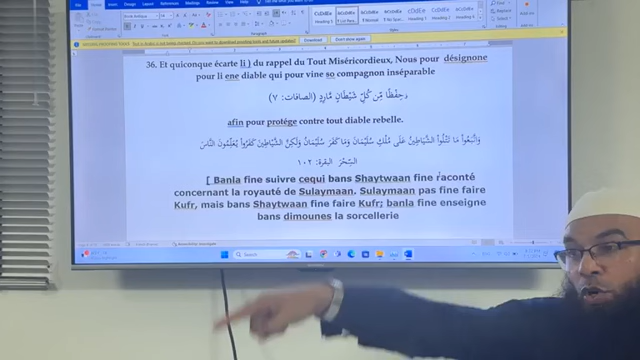 36. Et quiconque écarte li ) du rappel du Tout Miséricordieux, Nous pour désignone
pour li ene diable qui pour vine so compagnon inséparable
وَحِفْظًا مِّن كُلِّ شَيْطَانٍ مَّارِدٍ (الصافات: ٧)
afin pour protége contre tout diable rebelle.
وَاتَّبَعُواْ مَا تَتْلُواْ الشَّيَاطِينُ عَلَى مُلْكِ سُلَيْمَانَ وَمَا كَفَرَ سُلَيْمَانُ وَلَكِنَّ الشَّيَاطِينَ كَفَرُواْ يُعَلِّمُونَ النَّاسَ
السِّحْرَ البقرة: ١٠٢
[ Banla fine suivre cequi bans Shaytwaan fine raconté
concernant la royauté de Sulaymaan. Sulaymaan pas fine faire
Kufr, mais bans Shaytwaan fine faire Kufr; banla fine enseigne
bans dimounes la sorcellerie
Search